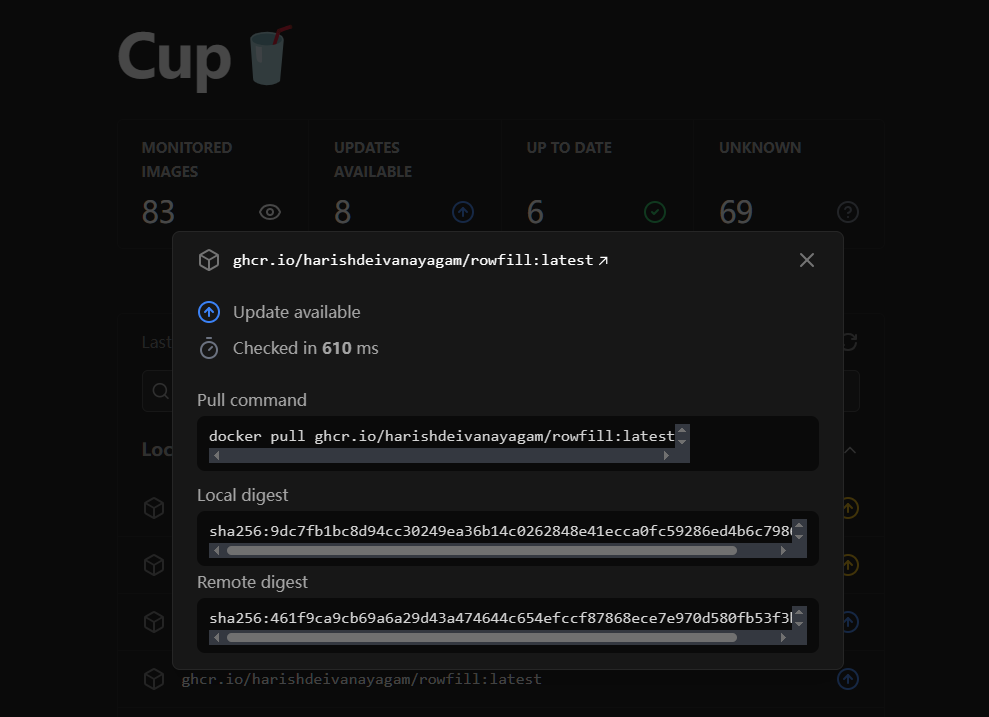 Cup
MONITORED IMAGES
UPDATES AVAILABLE
UP TO DATE
UNKNOWN
83
8
6
69
ghcr.io/harishdeivanayagam/rowfill:latest
Update available
Checked in 610 ms
Last
Pull command
docker pull ghcr.io/harishdeivanayagam/rowfill:latest
Loc
Local digest
sha256:9dc7fb1bc8d94cc30249ea36b14c0262848e41ecca0fc59286ed4b6c798
Remote digest
sha256:461f9ca9cb69a6a29d43a474644c654efccf87868ece7e970d580fb53f3
ghcr.io/harishdeivanayagam/rowfill:latest